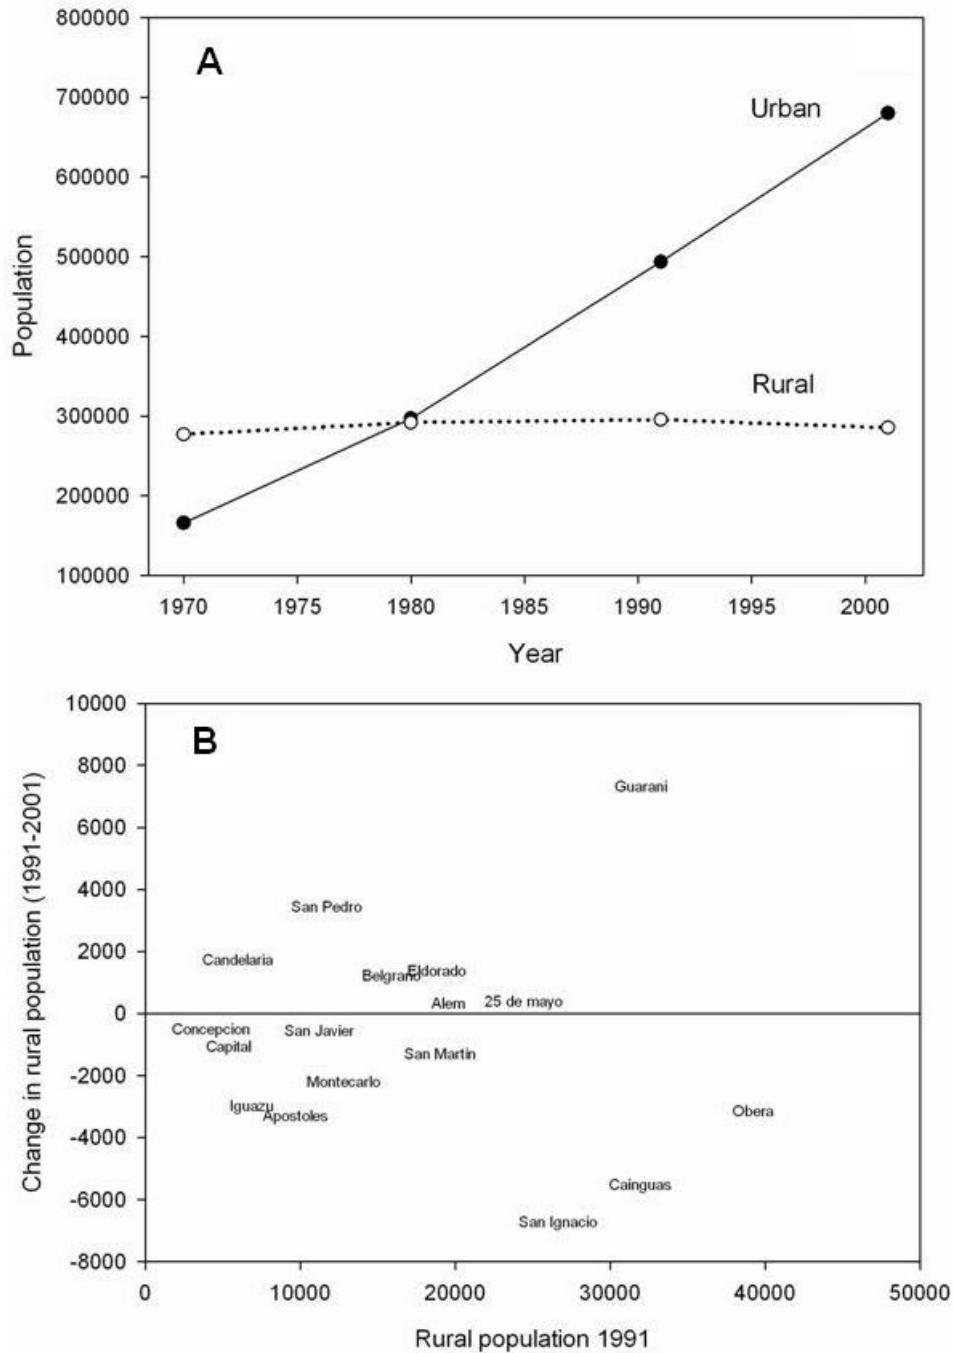 800000
A
700000
Urban
600000
500000
Population
400000
Rural
300000
200000
100000
1970 1975 1980 1985 1990 1995 2000
Year
10000
B
8000
Guarani
6000
4000
San Pedro
2000
Candelaria
Belgrano Eldorado
Alem 25 de mayo
0
Change in rural population (1991-2001)
Concepcion San Javier
Capital
San Martin
-2000
Montecarlo
Iguazu Apostoles
Obera
-4000
Cainguas
-6000
San Ignacio
-8000
0 10000 20000 30000 40000 50000
Rural population 1991